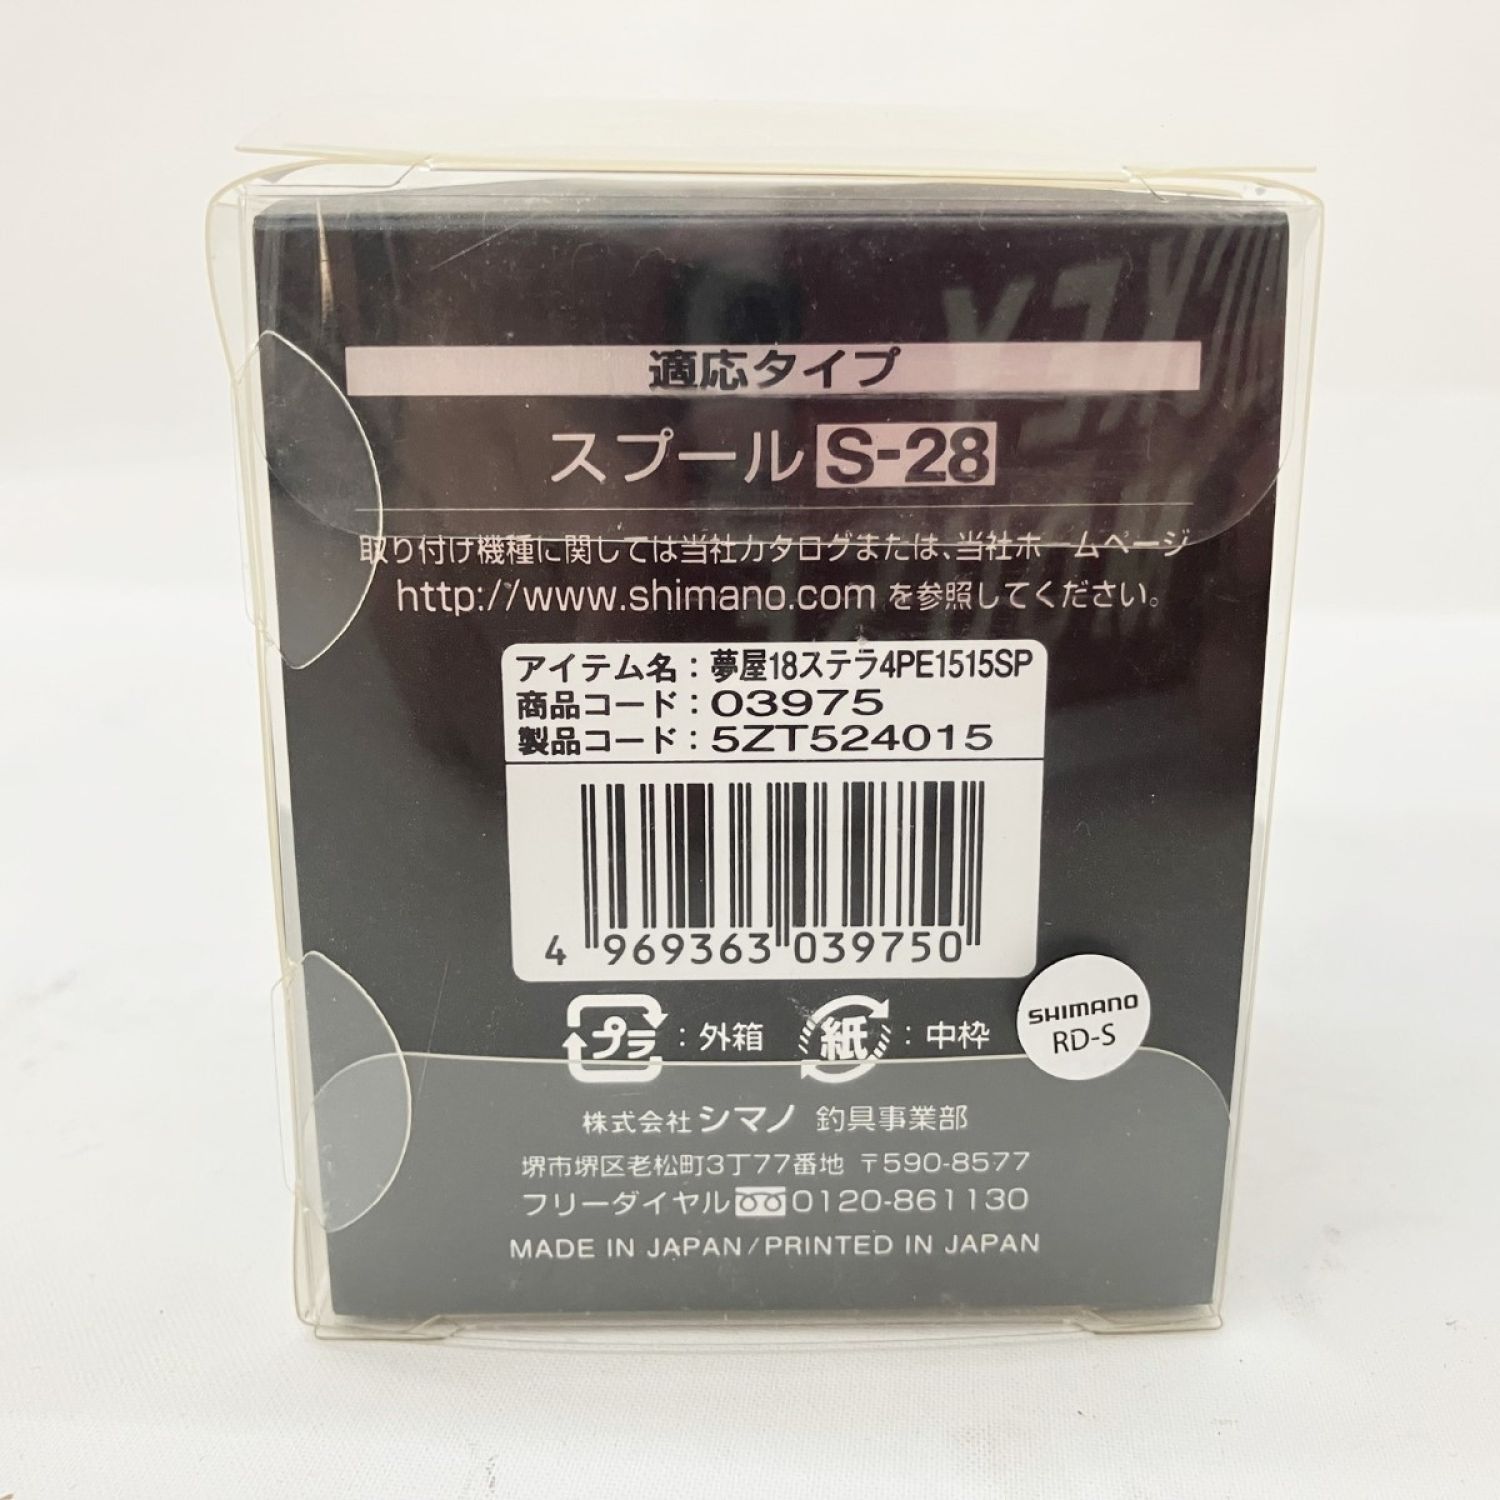 適応タイプ
スプール S-28
取り付け機種に関しては当社カタログまたは、当社ホームページ
http://www.shimano.com を参照してください。
アイテム名：夢屋18ステラ4PE1515SP
商品コード：03975
製品コード：5ZT524015
4 969363 039750
プラ：外箱 紙：中枠
SHIMANO
RD-S
株式会社シマノ 釣具事業部
堺市堺区老松町3丁77番地 〒590-8577
フリーダイヤル 0120-861130
MADE IN JAPAN/PRINTED IN JAPAN